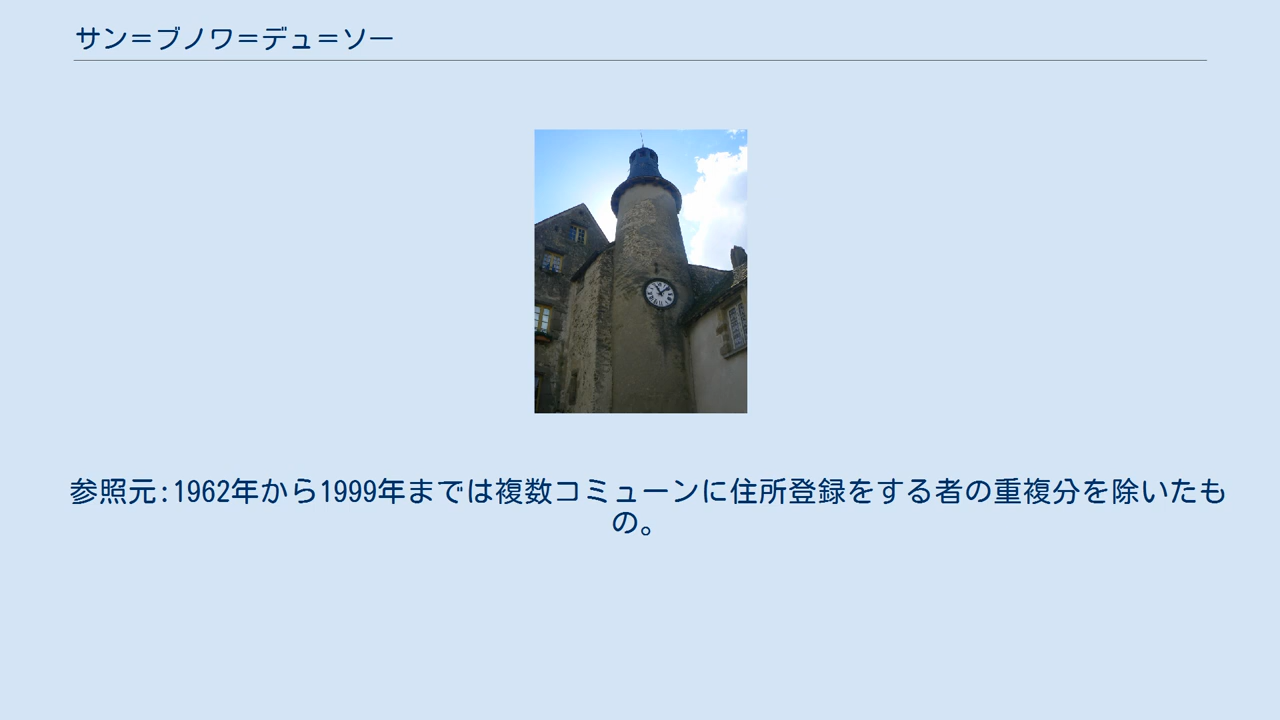 サン＝ブノワ＝デュ＝ソー
参照元:1962年から1999年までは複数コミューンに住所登録をする者の重複分を除いたも
の。